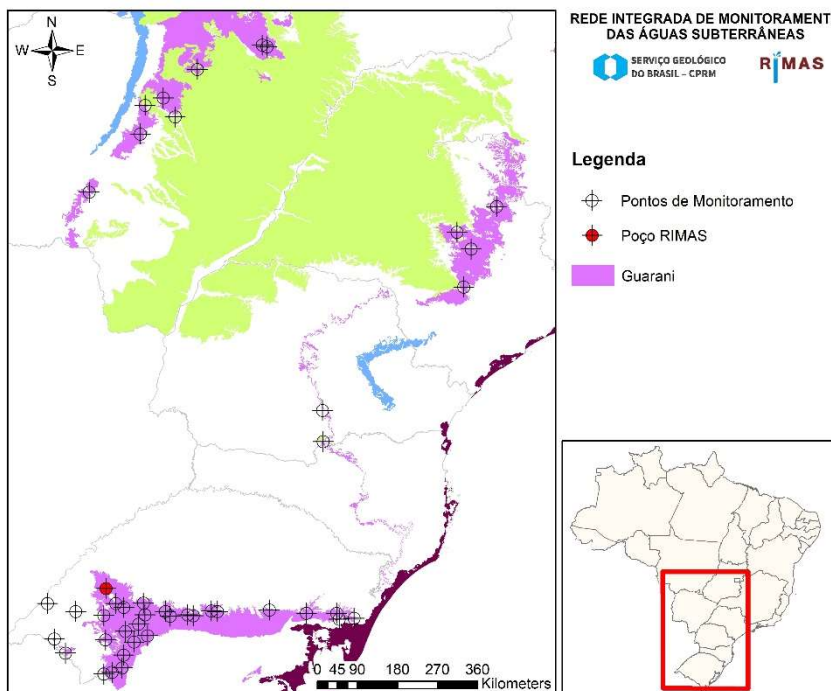 N
W E
S
REDE INTEGRADA DE MONITORAMENT
DAS ÁGUAS SUBTERRÂNEAS
SERVIÇO GEOLÓGICO
DO BRASIL – CPRM
RIMAS
Legenda
Pontos de Monitoramento
Poço RIMAS
Guarani
0 45 90 180 270 360
Kilometers